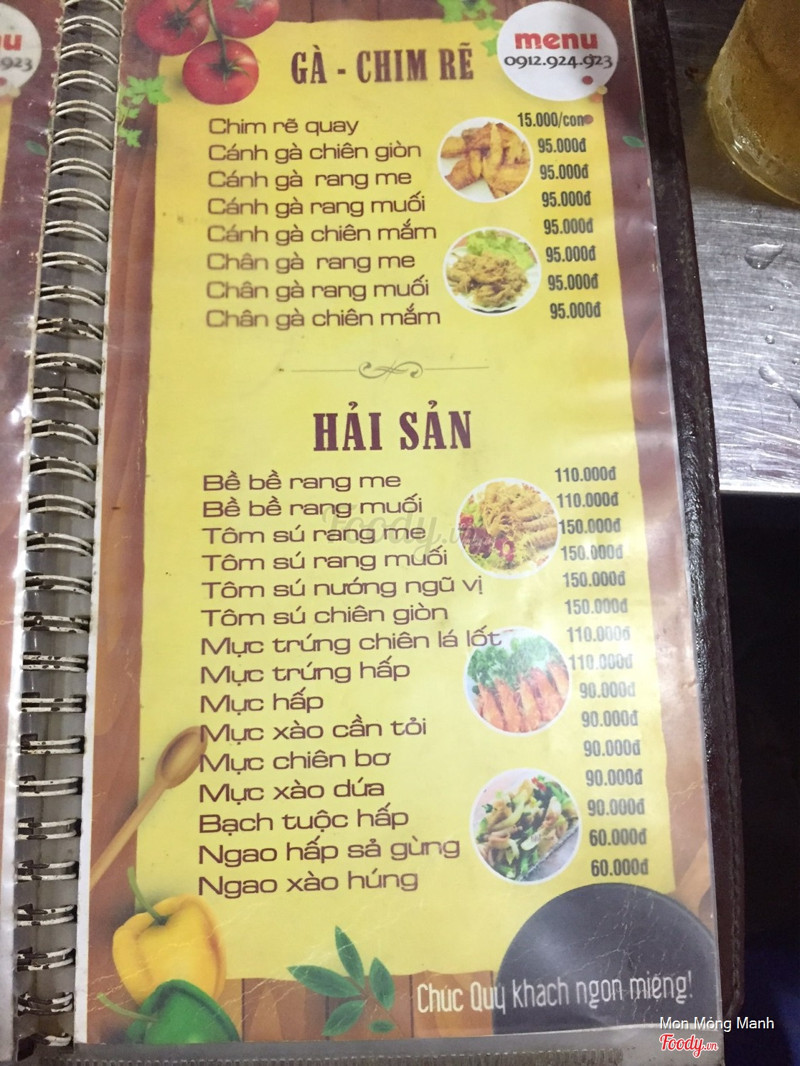 menu
0912.924.923
GÀ - CHIM RẼ
Chim rẽ quay 15.000/con
Cánh gà chiên giòn 95.000đ
Cánh gà rang me 95.000đ
Cánh gà rang muối 95.000đ
Cánh gà chiên mắm 95.000đ
Chân gà rang me 95.000đ
Chân gà rang muối 95.000đ
Chân gà chiên mắm 95.000đ
HẢI SẢN
Bề bề rang me 110.000đ
Bề bề rang muối 110.000đ
Tôm sú rang me 150.000đ
Tôm sú rang muối 150.000đ
Tôm sú nướng ngũ vị 150.000đ
Tôm sú chiên giòn 150.000đ
Mực trứng chiên lá lốt 110.000đ
Mực trứng hấp 110.000đ
Mực hấp 90.000đ
Mực xào cần tỏi 90.000đ
Mực chiên bơ 90.000đ
Mực xào dứa 90.000đ
Bạch tuộc hấp 90.000đ
Ngao hấp sả gừng 60.000đ
Ngao xào húng 60.000đ
Chúc Quý khách ngon miệng!
Foody.vn
Mon Mỏng Manh
Foody.vn